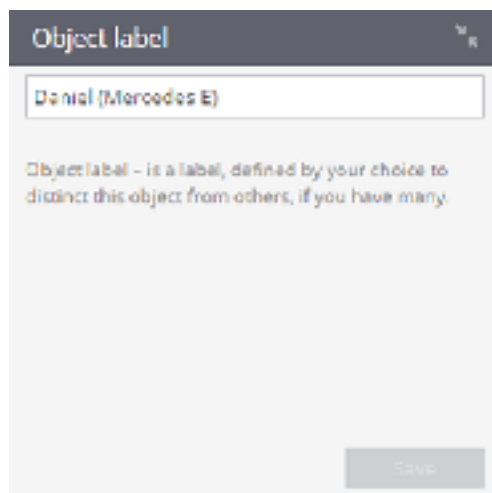 Object label
Daniel (Mercedes E)
Object label – is a label, defined by your choice to
distinct this object from others, if you have many.
Save